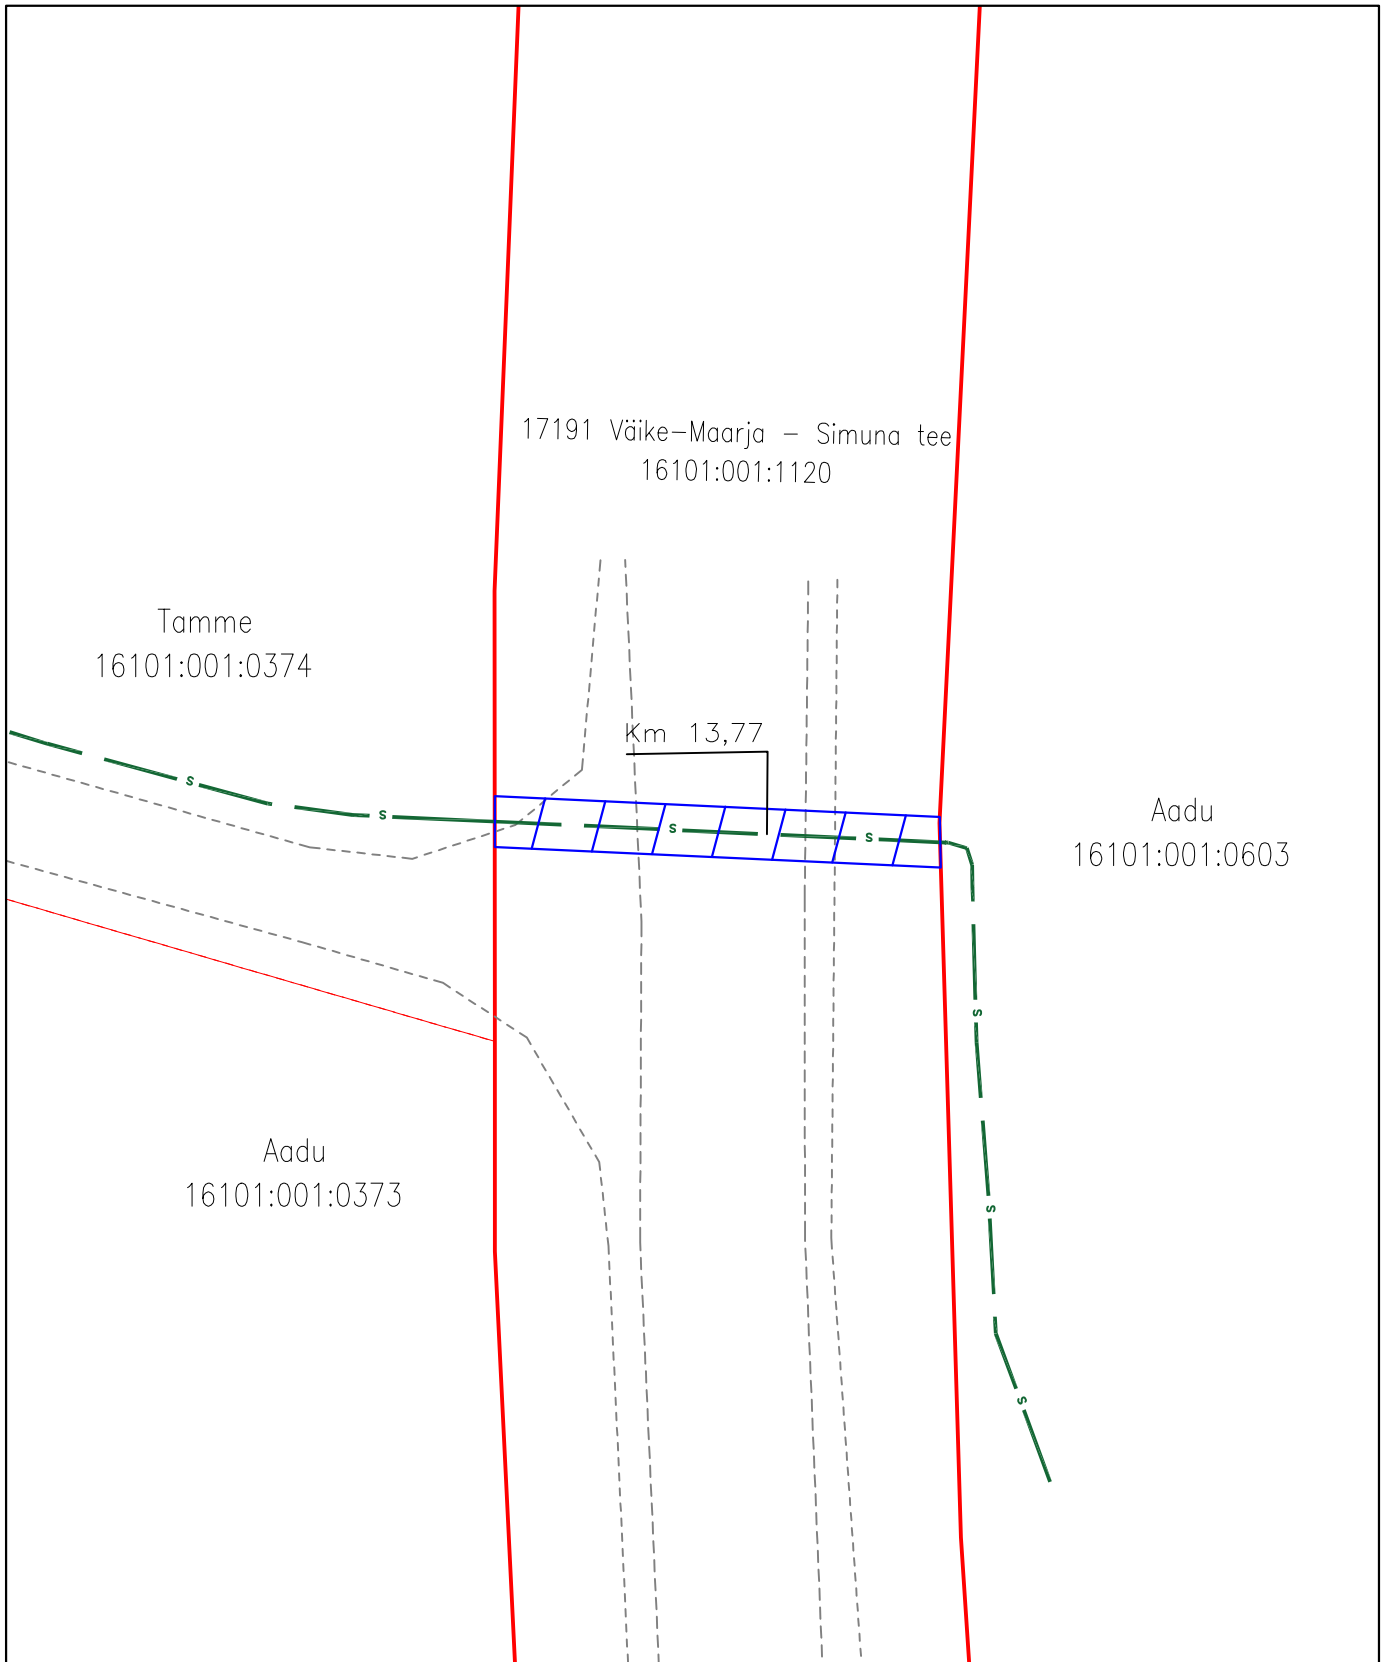 17191 Väike-Maarja - Simuna tee
16101:001:1120
Tamme
16101:001:0374
Km 13,77
s
s
s
s
Aadu
16101:001:0603
s
s
s
Aadu
16101:001:0373